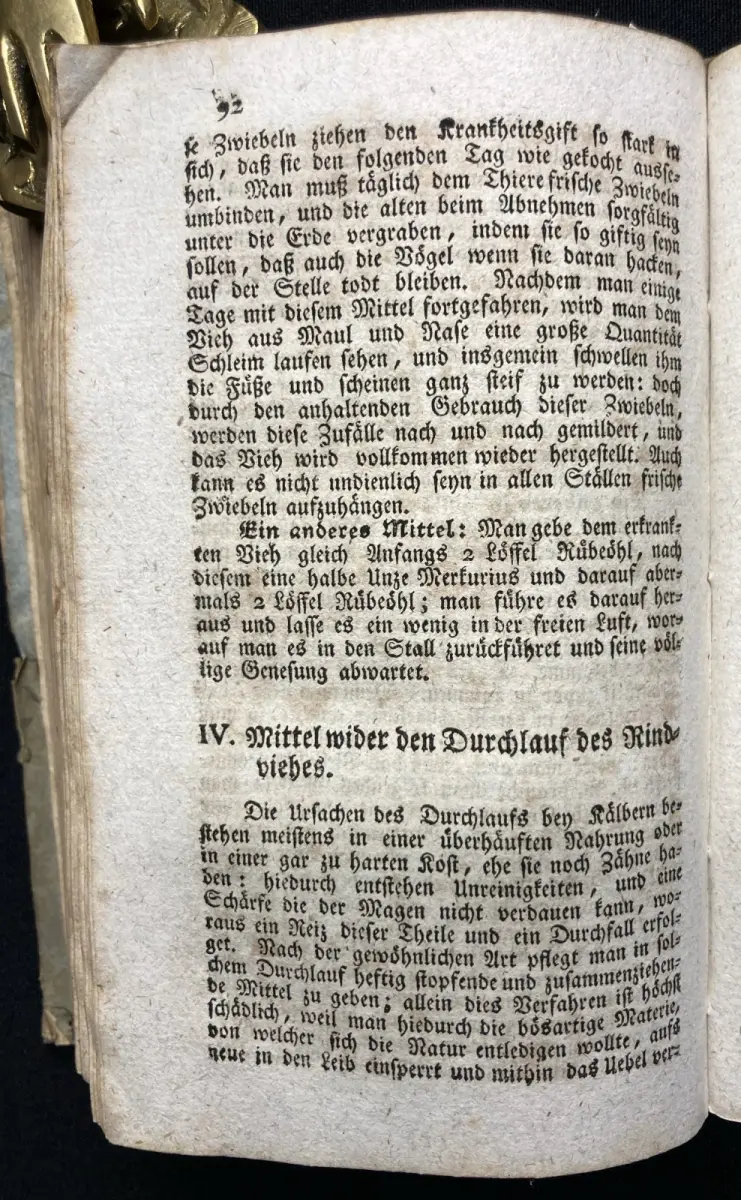 92
se Zwiebeln ziehen den Krankheitsgift so stark in
sich, daß sie den folgenden Tag wie gekocht ausse-
hen. Man muß täglich dem Thiere frische Zwiebeln
umbinden, und die alten beim Abnehmen sorgfältig
unter die Erde vergraben, indem sie so giftig seyn
sollen, daß auch die Vögel wenn sie daran hacken,
auf der Stelle todt bleiben. Nachdem man einige
Tage mit diesem Mittel fortgefahren, wird man dem
Vieh aus Maul und Nase eine große Quantität
Schleim laufen sehen, und insgemein schwellen ihm
die Füße und scheinen ganz steif zu werden: doch
durch den anhaltenden Gebrauch dieser Zwiebeln,
werden diese Zufälle nach und nach gemildert, und
das Vieh wird vollkommen wieder hergestellt. Auch
kann es nicht undienlich seyn in allen Ställen frische
Zwiebeln aufzuhängen.
Ein anderes Mittel: Man gebe dem erkrank-
ten Vieh gleich Anfangs 2 Löffel Rübeöhl, nach
diesem eine halbe Unze Merkurius und darauf aber-
mals 2 Löffel Rübeöhl; man führe es darauf her-
aus und lasse es ein wenig in der freien Luft, wor-
auf man es in den Stall zurückführet und seine völ-
lige Genesung abwartet.
IV. Mittel wider den Durchlauf des Rind-
viehes.
Die Ursachen des Durchlaufs bey Kälbern be-
stehen meistens in einer überhäuften Nahrung oder
in einer gar zu harten Kost, ehe sie noch Zähne ha-
ben: hiedurch entstehen Unreinigkeiten, und eine
Schärfe die der Magen nicht verdauen kann, wo-
raus ein Reiz dieser Theile und ein Durchfall erfol-
get. Nach der gewöhnlichen Art pflegt man in sol-
chem Durchlauf heftig stopfende und zusammenziehen-
de Mittel zu geben; allein dies Verfahren ist höchst
schädlich, weil man hiedurch die bösartige Materie,
von welcher sich die Natur entledigen wollte, aufs
neue in den Leib einsperrt und mithin das Uebel ver-